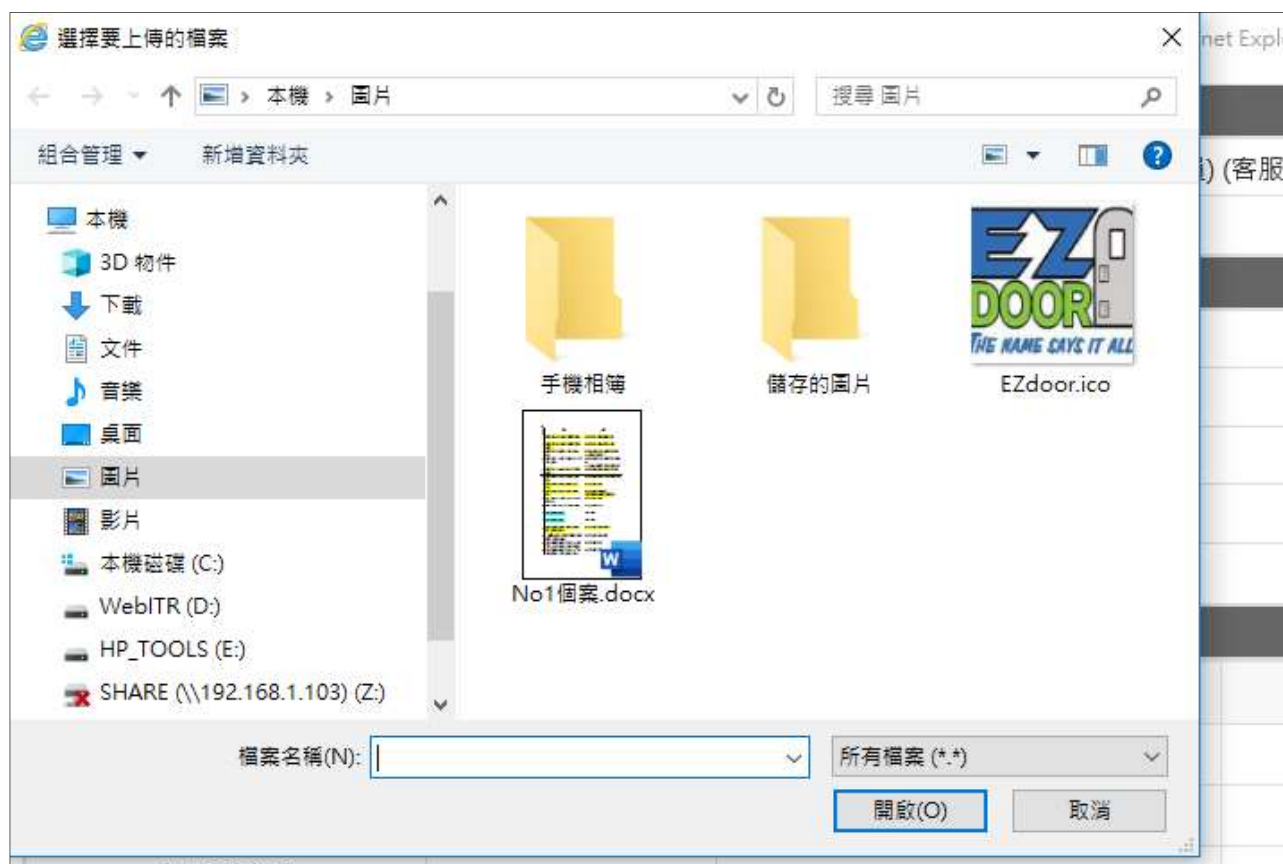 選擇要上傳的檔案
net Expl
本機 › 圖片
搜尋 圖片
組合管理
新增資料夾
(客服
本機
3D 物件
下載
文件
音樂
桌面
圖片
影片
本機磁碟 (C:)
WebITR (D:)
HP_TOOLS (E:)
SHARE (\\192.168.1.103) (Z:)
EZ
DOOR
THE NAME SAYS IT ALL
手機相簿
儲存的圖片
EZdoor.ico
W
No1個案.docx
檔案名稱(N):
所有檔案 (*.*)
開啟(O)
取消